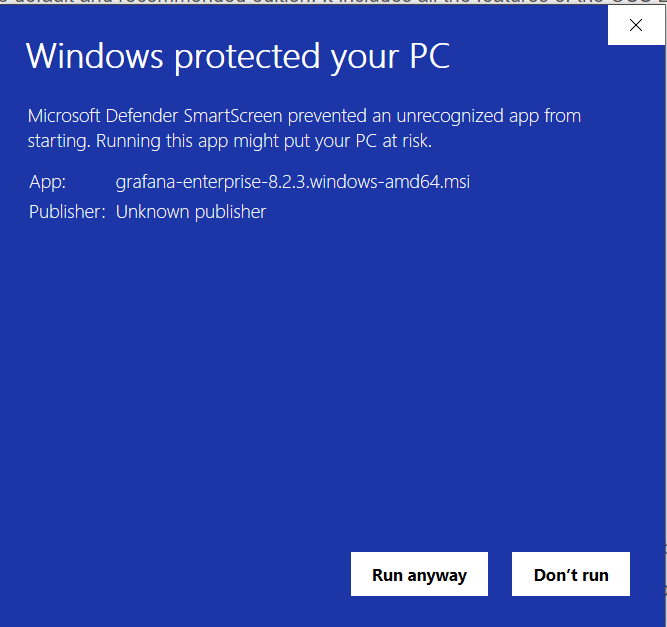 default and recommended edition. It includes all the features of the OSS
Windows protected your PC
Microsoft Defender SmartScreen prevented an unrecognized app from
starting. Running this app might put your PC at risk.
App: grafana-enterprise-8.2.3.windows-amd64.msi
Publisher: Unknown publisher
Run anyway
Don't run